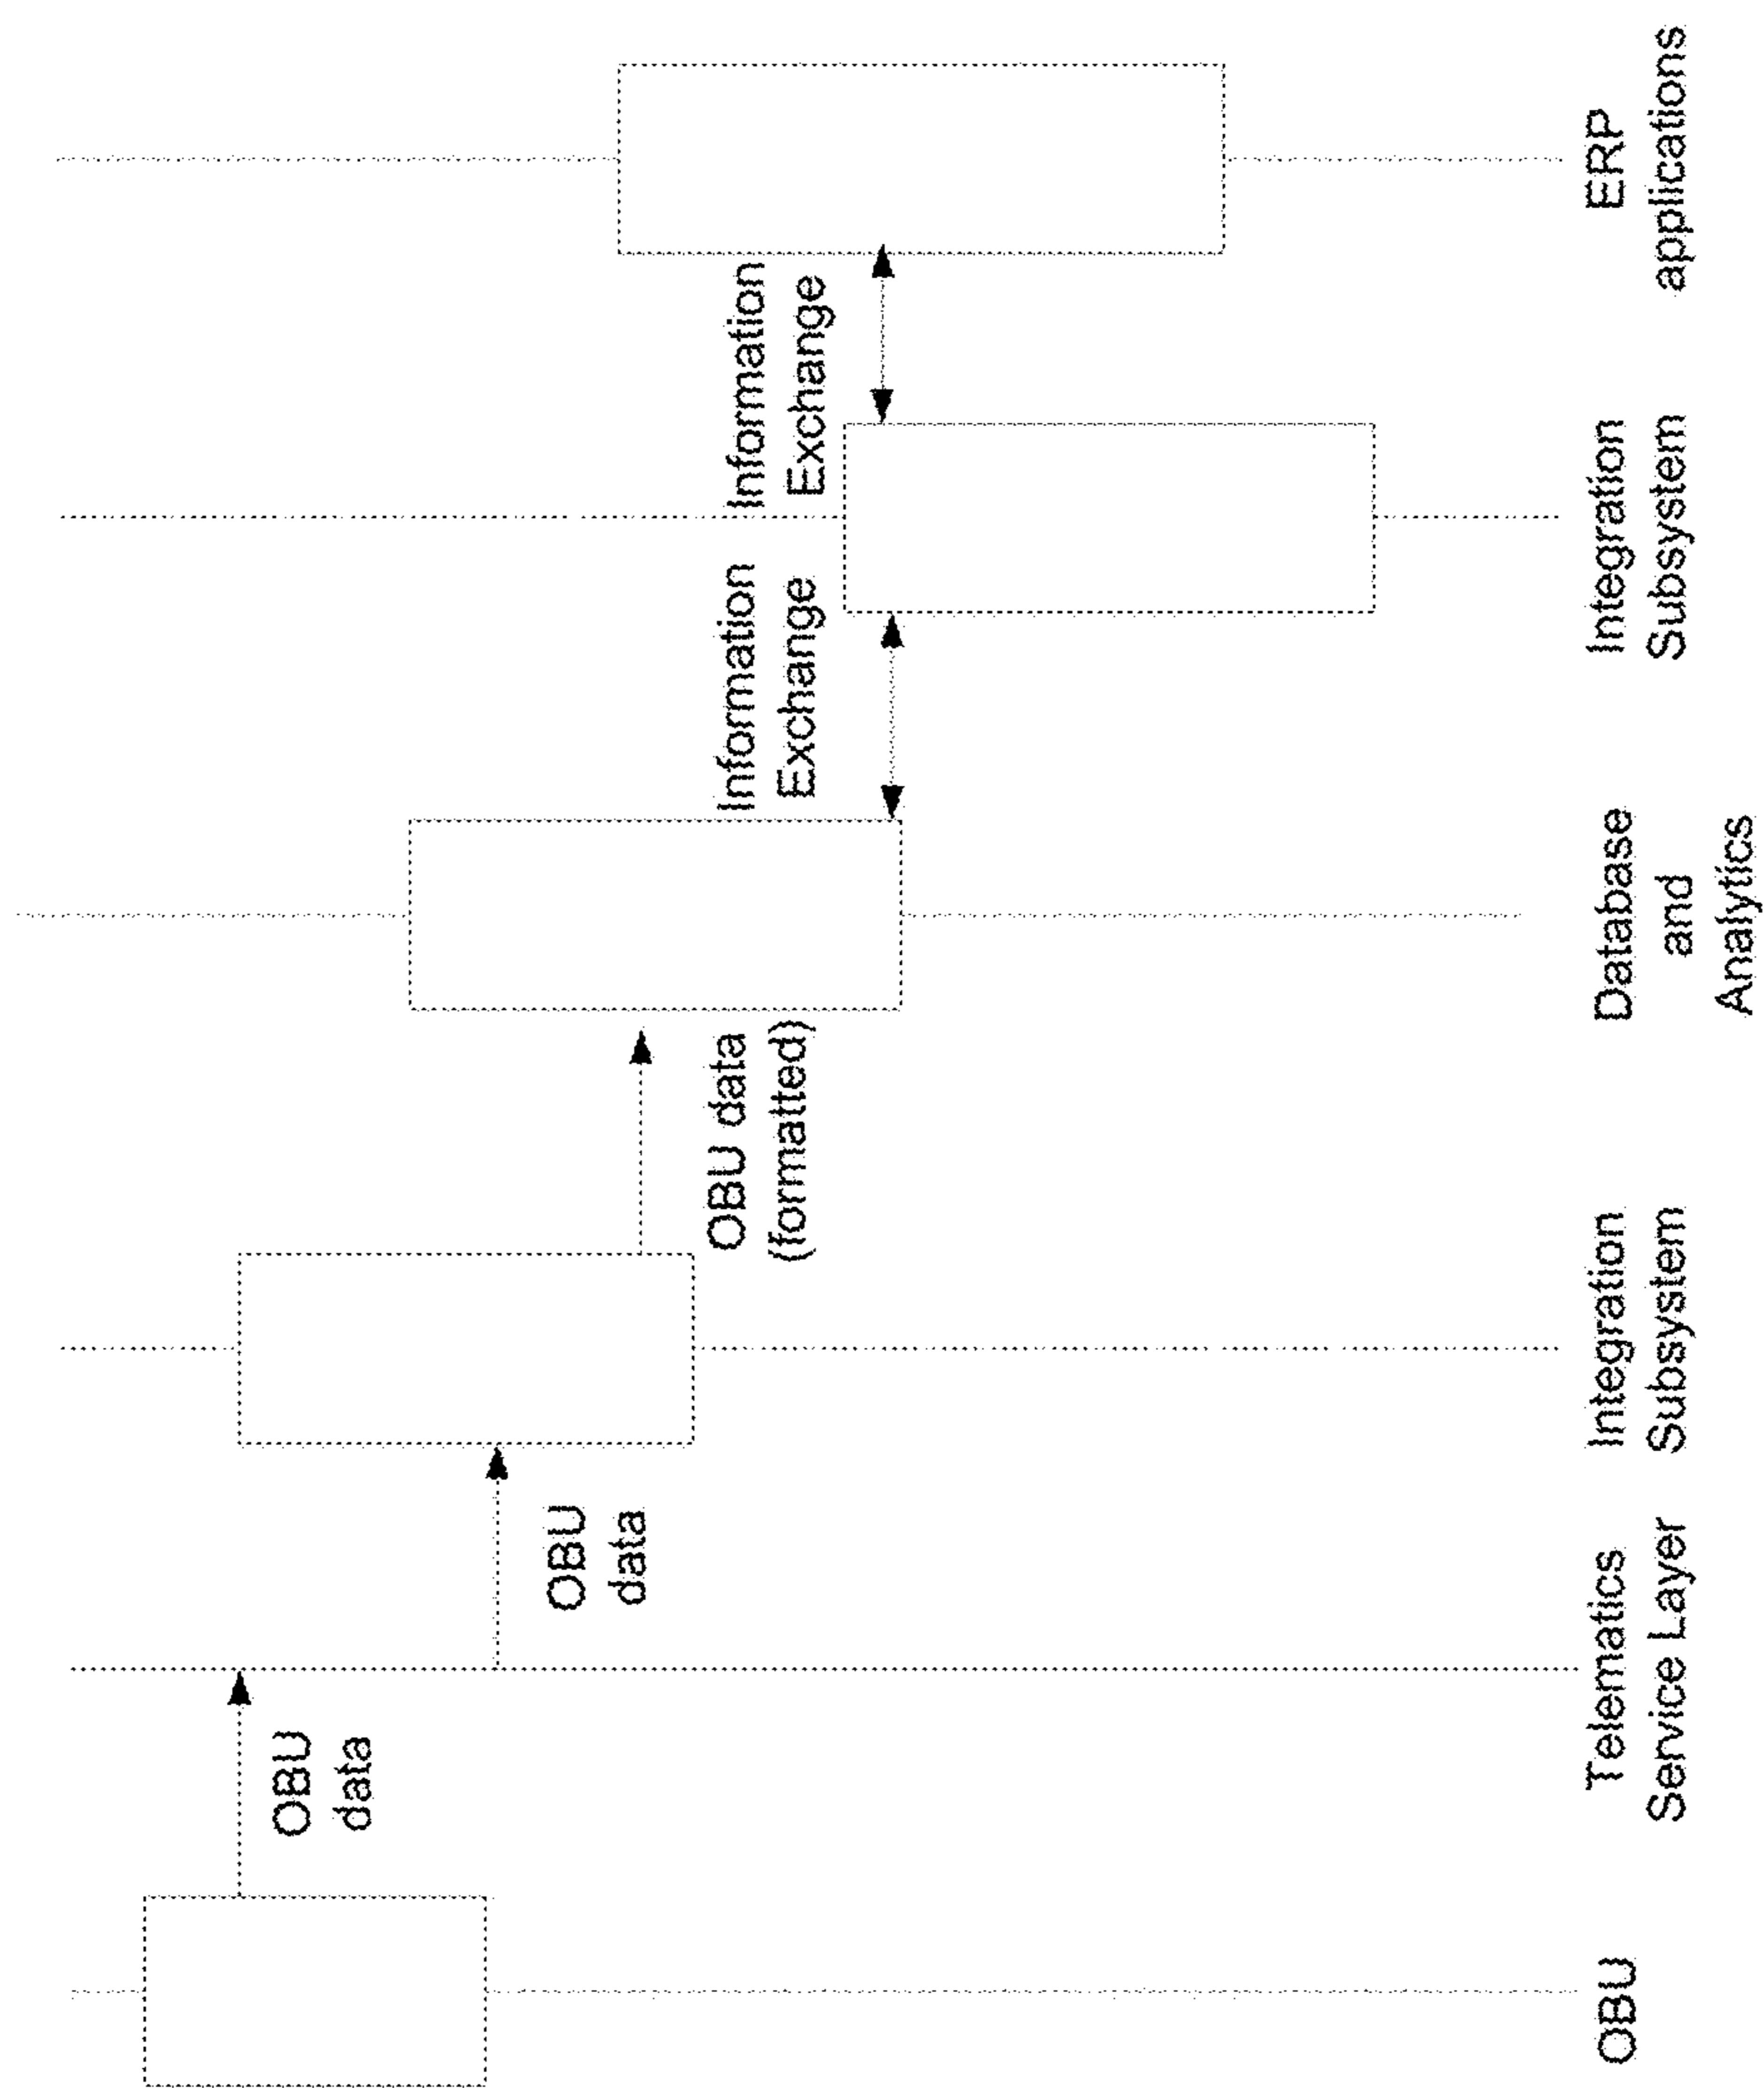 OBU
data
OBU
data
OBU data
(formatted)
Information
Exchange
Information
Exchange
OBU
Telematics
Service Layer
Integration
Subsystem
Database
and
Analytics
Integration
Subsystem
ERP
applications